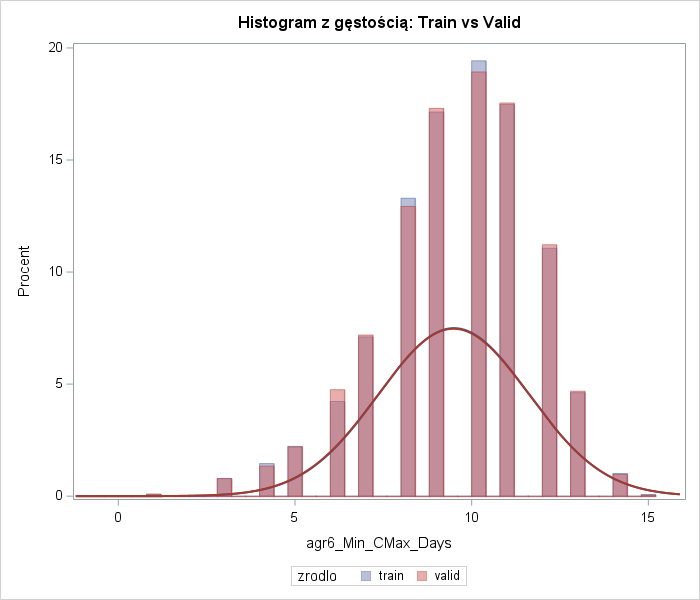 Histogram z gęstością: Train vs Valid
20
15
10
5
0
Procent
0 5 10 15
agr6_Min_CMax_Days
zrodlo train valid